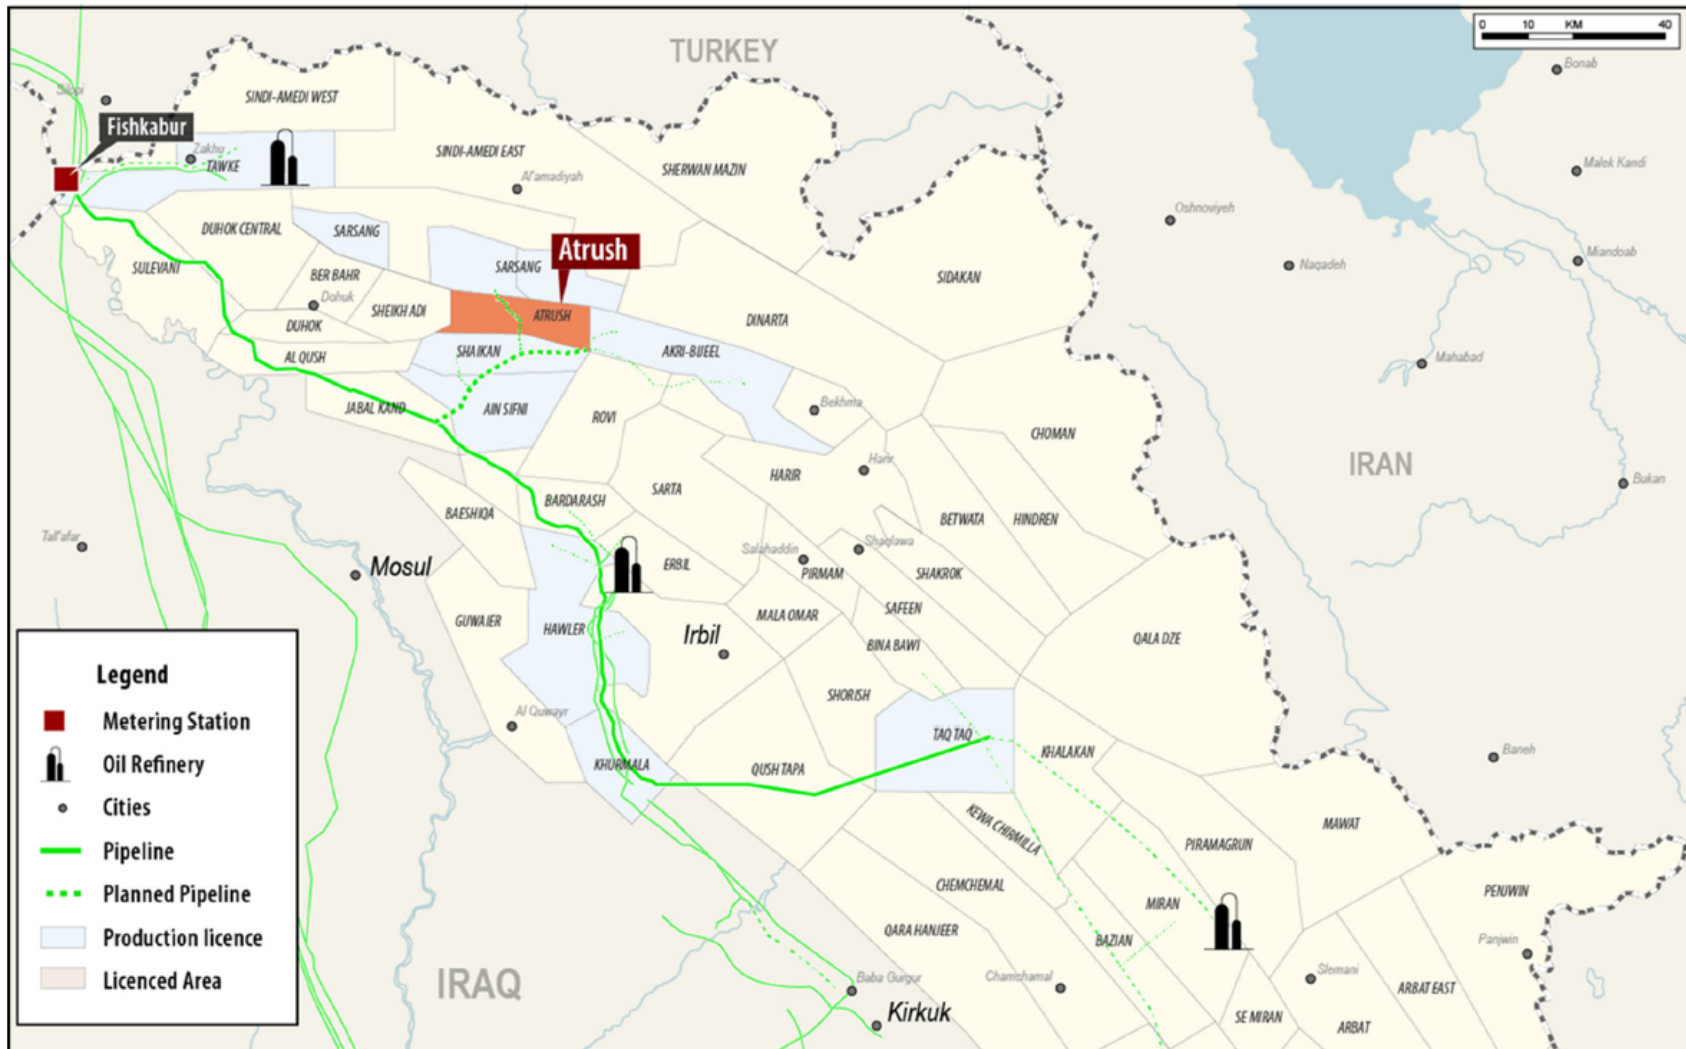 TURKEY
0 10 KM 40
Bonab
Silopi
SINDI-AMEDI WEST
Fishkabur
Zakhu
TAWKE
SINDI-AMEDI EAST
SHERWAN MAZIN
Malek Kandi
Al'amadiyah
Oshnoviyeh
DUHOK CENTRAL
SARSANG
Atrush
Miandoab
SULEVANI
BER BAHR
SARSANG
SIDAKAN
Naqadeh
Dohuk
SHEIKH ADI
ATRUSH
DINARTA
DUHOK
AL QUSH
SHAIKAN
AKRI-BIJEEL
Mahabad
JABAL KAND
AIN SIFNI
ROVI
Bekhma
CHOMAN
IRAN
HARIR
Harir
SARTA
Bukan
BAESHIQA
BARDARASH
BETWATA
HINDREN
Tall'afar
Mosul
Salahaddin
Shaqlawa
ERBIL
PIRMAM
SHAKROK
GUWAIER
HAWLER
MALA OMAR
SAFEEN
Irbil
BINA BAWI
QALA DZE
SHORISH
Legend
Metering Station
Oil Refinery
Cities
Pipeline
Planned Pipeline
Production licence
Licenced Area
Al Quwayr
TAQ TAQ
KHALAKAN
Baneh
KHURMALA
QUSH TAPA
KEWA CHIRMILLA
MAWAT
PIRAMAGRUN
CHEMCHEMAL
MIRAN
PENJWIN
QARA HANJEER
BAZIAN
Panjwin
IRAQ
Baba Gurgur
Chamchamal
Slemani
ARBAT EAST
Kirkuk
SE MIRAN
ARBAT